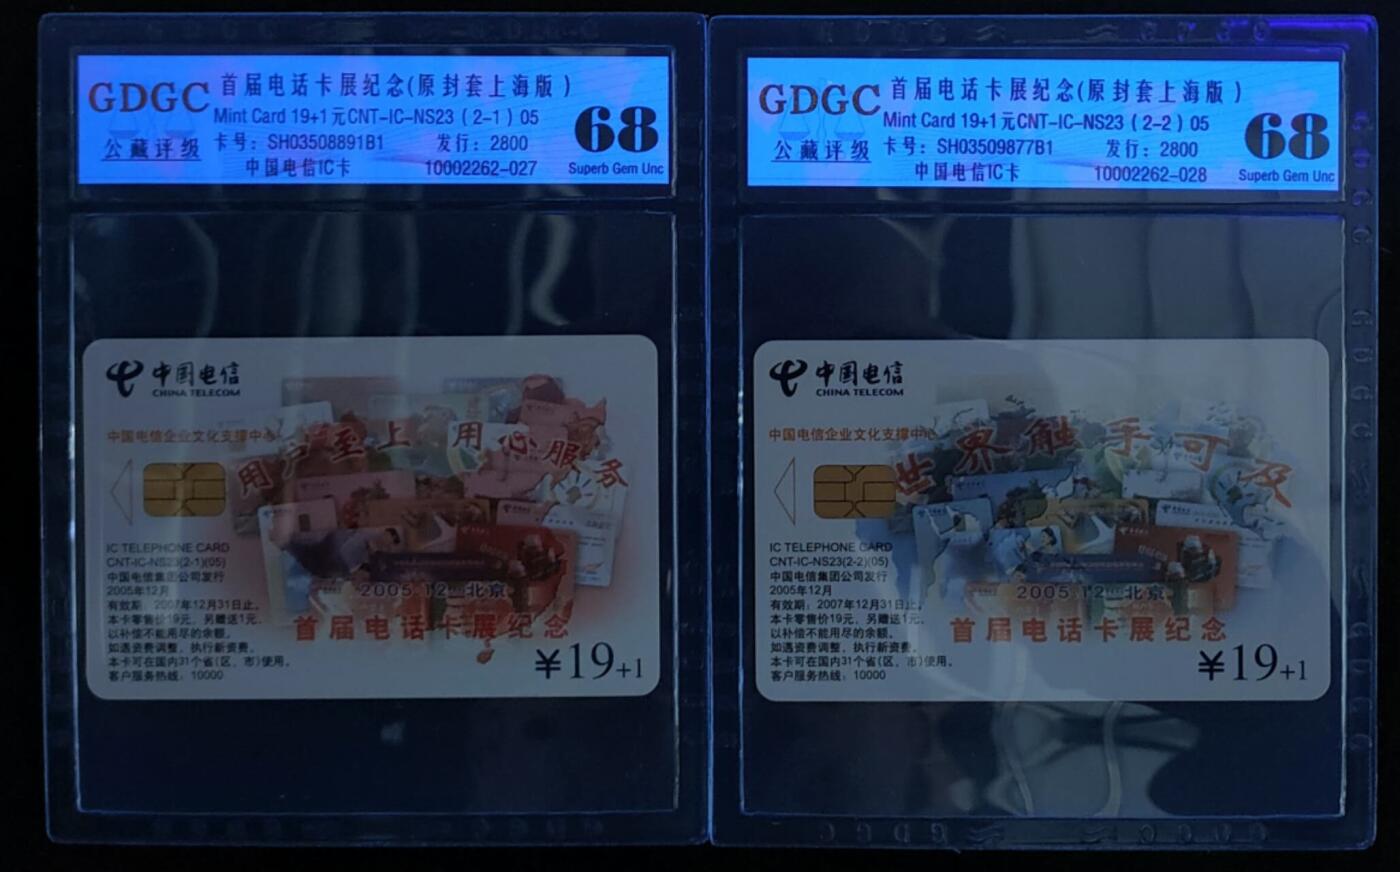 GDGC
公藏评级
首届电话卡展纪念(原封套上海版)
Mint Card 19+1元CNT-IC-NS23(2-1)05
卡号：SH03508891B1 发行：2800
中国电信IC卡 10002262-027
68
Superb Gem Unc
中国电信
CHINA TELECOM
中国电信企业文化支撑中心
用户至上 用心服务
IC TELEPHONE CARD
CNT-IC-NS23(2-1)(05)
中国电信集团公司发行
2005年12月
有效期：2007年12月31日止。
本卡零售价19元，另赠送1元，
以补偿不能用尽的余额。
如遇资费调整，执行新资费。
本卡可在国内31个省(区、市)使用。
客户服务热线：10000
2005.12 北京
首届电话卡展纪念
¥19+1
GDGC
公藏评级
首届电话卡展纪念(原封套上海版)
Mint Card 19+1元CNT-IC-NS23(2-2)05
卡号：SH03509877B1 发行：2800
中国电信IC卡 10002262-028
68
Superb Gem Unc
中国电信
CHINA TELECOM
中国电信企业文化支撑中心
世界触手可及
IC TELEPHONE CARD
CNT-IC-NS23(2-2)(05)
中国电信集团公司发行
2005年12月
有效期：2007年12月31日止。
本卡零售价19元，另赠送1元，
以补偿不能用尽的余额。
如遇资费调整，执行新资费。
本卡可在国内31个省(区、市)使用。
客户服务热线：10000
2005.12 北京
首届电话卡展纪念
¥19+1